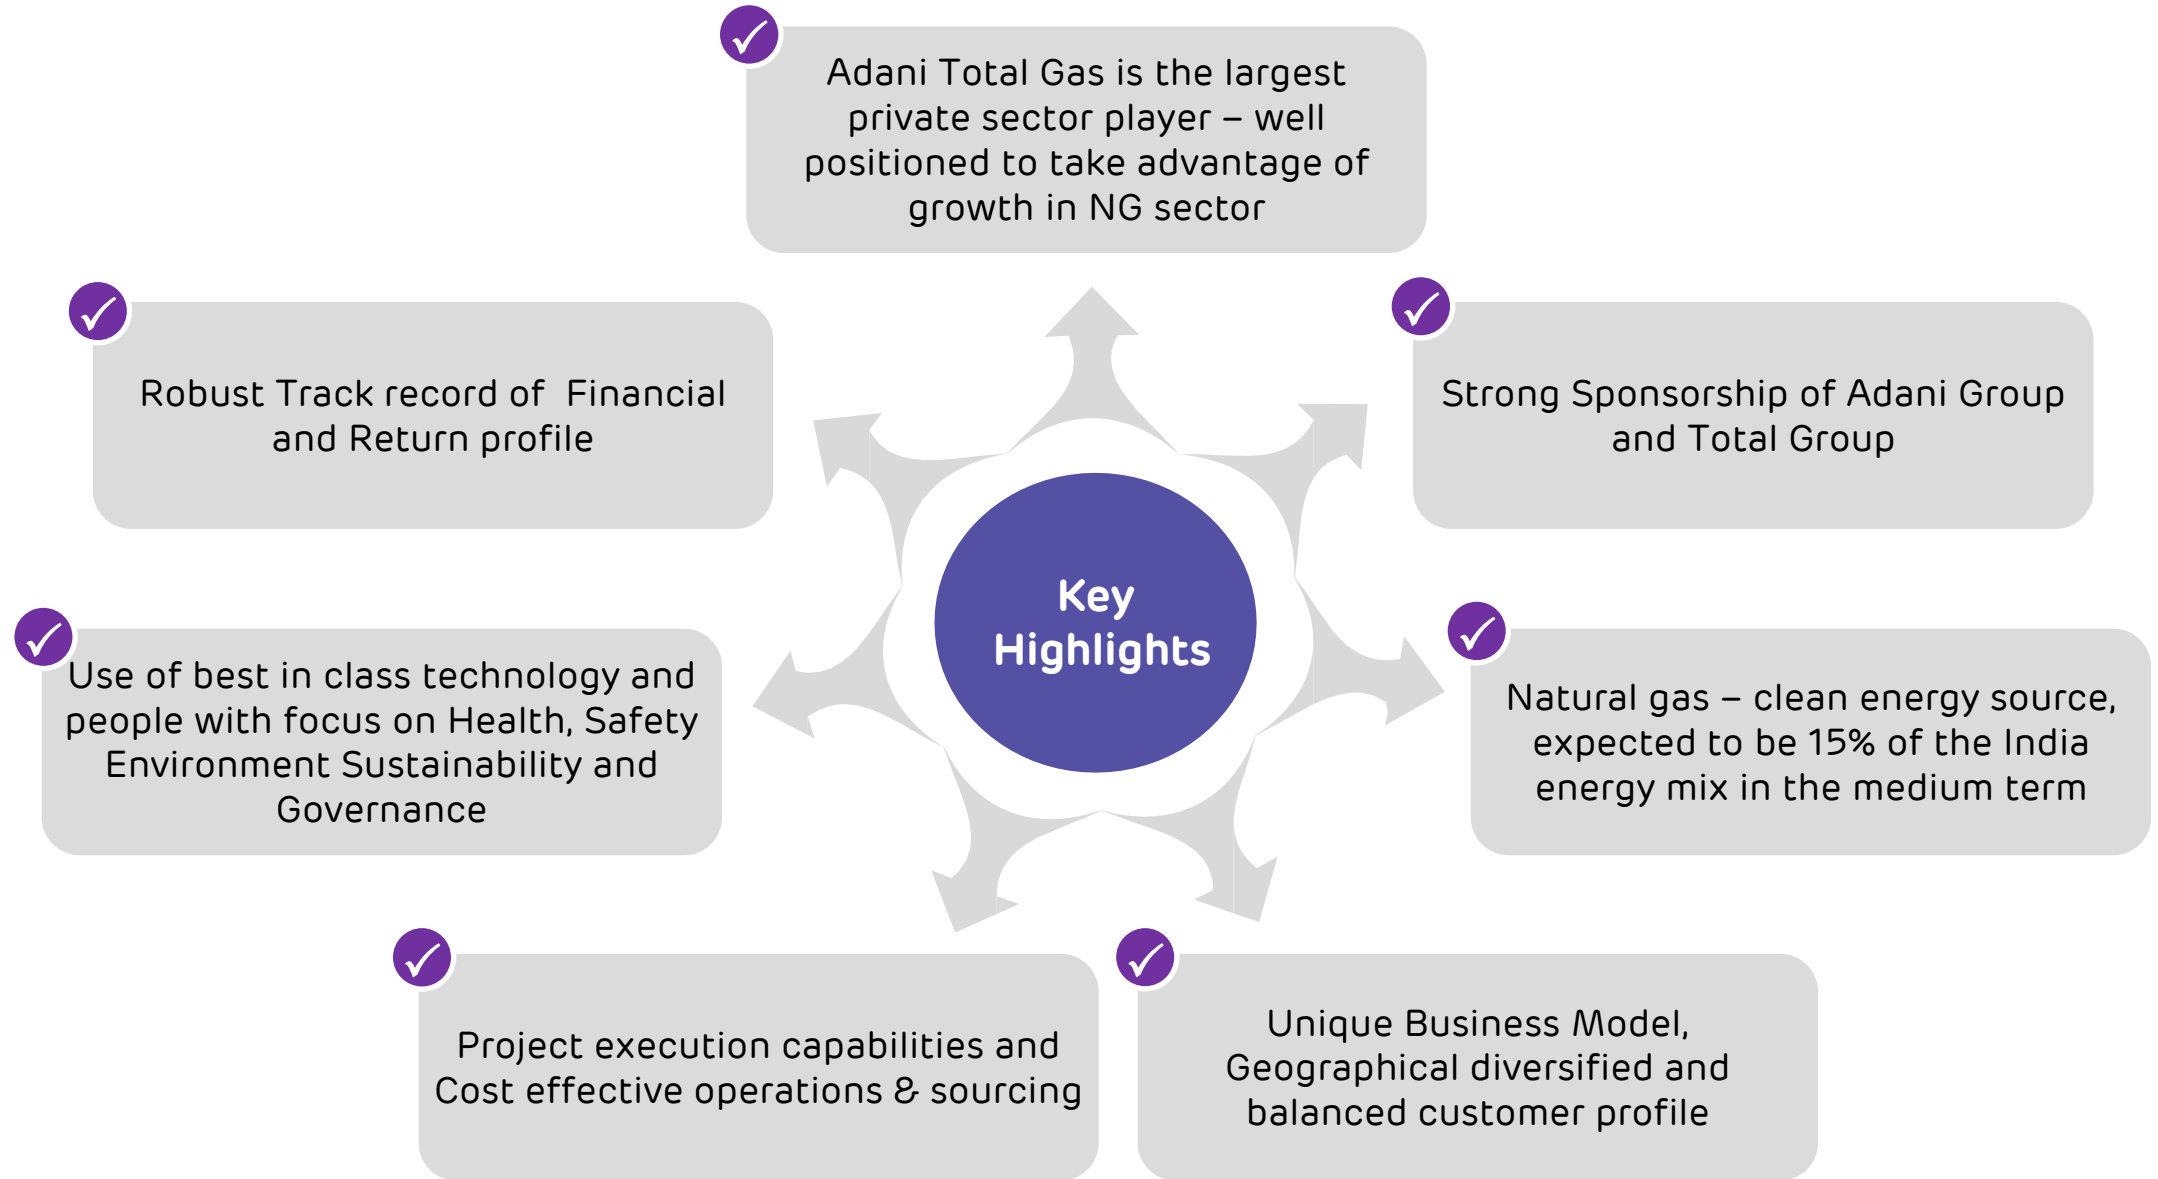 Adani Total Gas is the largest
private sector player – well
positioned to take advantage of
growth in NG sector
Robust Track record of  Financial
and Return profile
Strong Sponsorship of Adani Group
and Total Group
Key
Highlights
Use of best in class technology and
people with focus on Health, Safety
Environment Sustainability and
Governance
Natural gas – clean energy source,
expected to be 15% of the India
energy mix in the medium term
Project execution capabilities and
Cost effective operations & sourcing
Unique Business Model,
Geographical diversified and
balanced customer profile